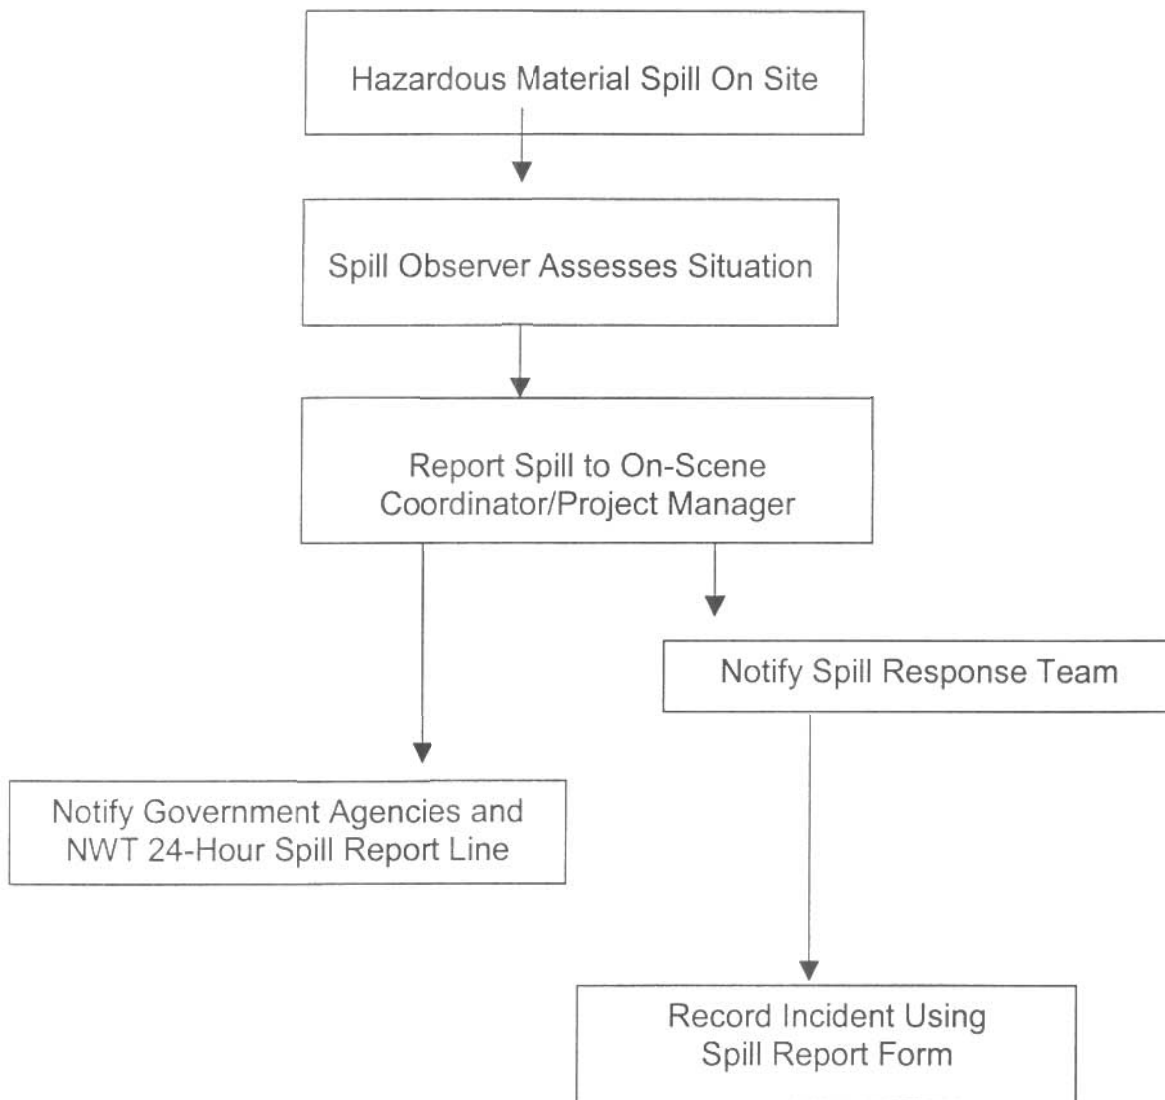 Hazardous Material Spill On Site
Spill Observer Assesses Situation
Report Spill to On-Scene
Coordinator/Project Manager
Notify Spill Response Team
Notify Government Agencies and
NWT 24-Hour Spill Report Line
Record Incident Using
Spill Report Form